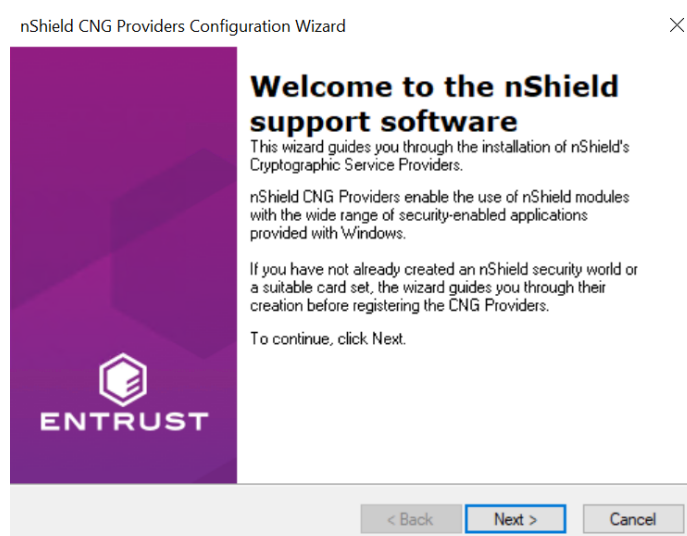 nShield CNG Providers Configuration Wizard
Welcome to the nShield
support software
This wizard guides you through the installation of nShield's
Cryptographic Service Providers.
nShield CNG Providers enable the use of nShield modules
with the wide range of security-enabled applications
provided with Windows.
If you have not already created an nShield security world or
a suitable card set, the wizard guides you through their
creation before registering the CNG Providers.
To continue, click Next.
ENTRUST
< Back Next > Cancel